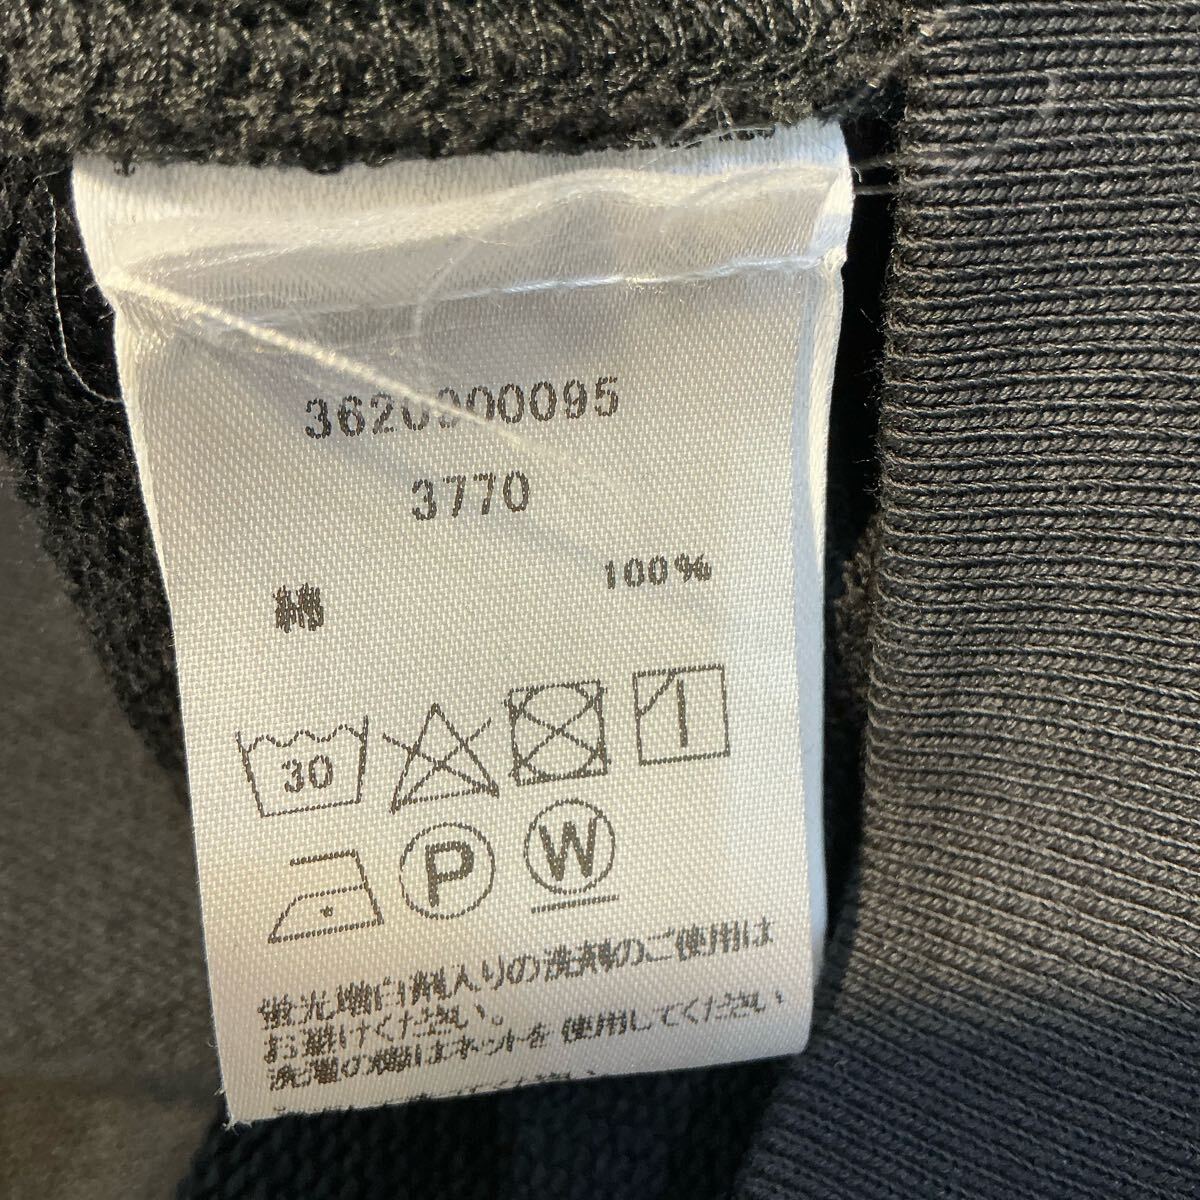 3620000095
3770
綿 100%
30
P W
蛍光増白剤入りの洗剤のご使用は
お避けください。
洗濯の際はネットを使用してください